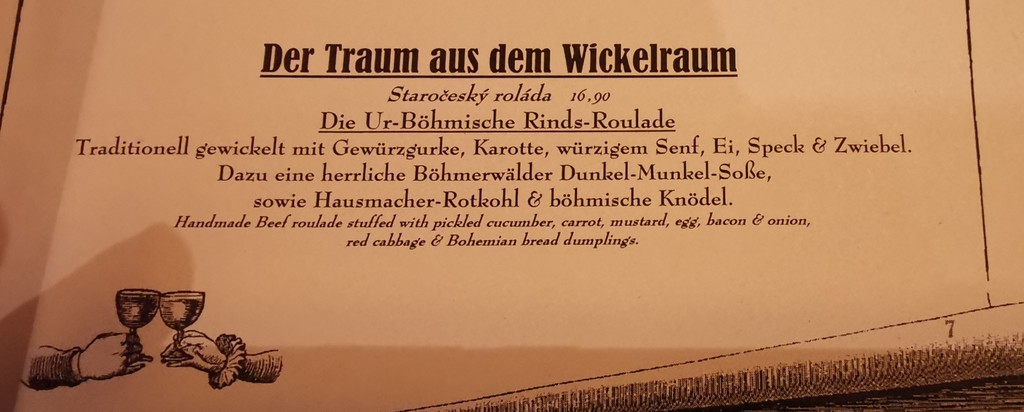 Der Traum aus dem Wickelraum
Staročeský roláda 16,90
Die Ur-Böhmische Rinds-Roulade
Traditionell gewickelt mit Gewürzgurke, Karotte, würzigem Senf, Ei, Speck & Zwiebel.
Dazu eine herrliche Böhmerwälder Dunkel-Munkel-Soße,
sowie Hausmacher-Rotkohl & böhmische Knödel.
Handmade Beef roulade stuffed with pickled cucumber, carrot, mustard, egg, bacon & onion,
red cabbage & Bohemian bread dumplings.
7